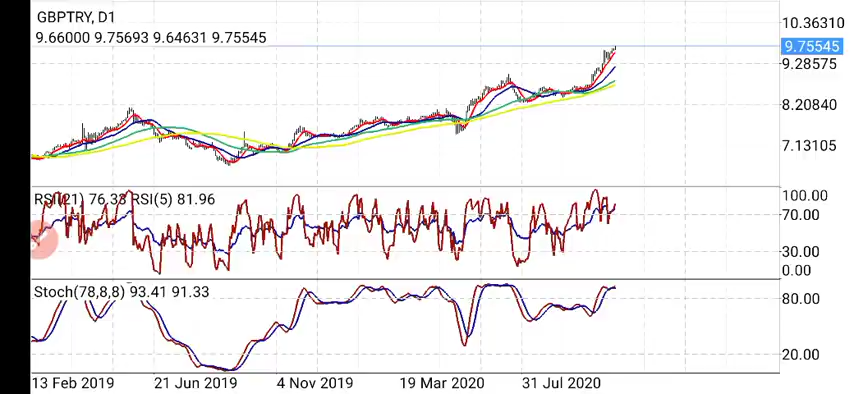 GBPTRY, D1
9.66000 9.75693 9.64631 9.75545
10.36310
9.75545
9.28575
8.20840
7.13105
RSI(21) 76.33 RSI(5) 81.96
100.00
70.00
30.00
0.00
Stoch(78,8,8) 93.41 91.33
80.00
20.00
13 Feb 2019 21 Jun 2019 4 Nov 2019 19 Mar 2020 31 Jul 2020